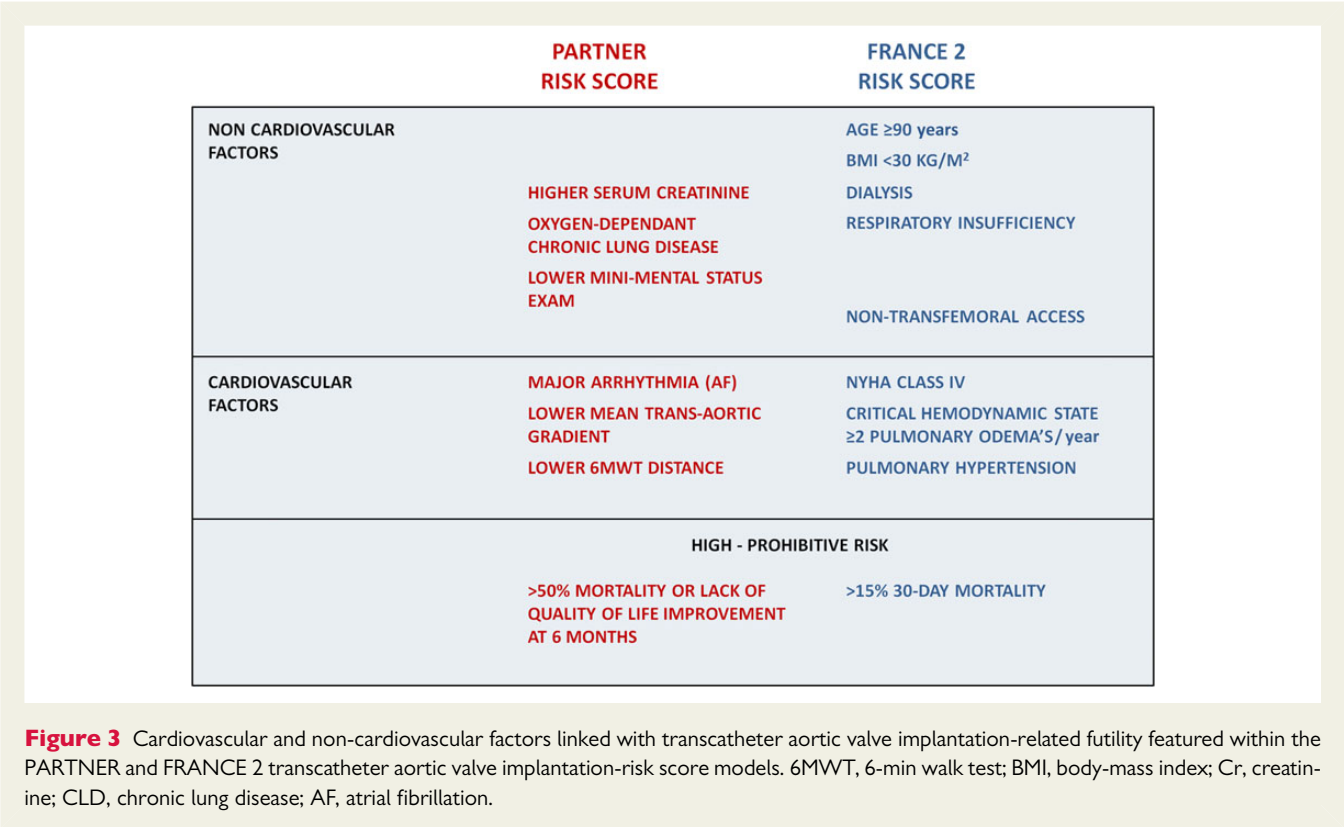 PARTNER
RISK SCORE
FRANCE 2
RISK SCORE
NON CARDIOVASCULAR
FACTORS
HIGHER SERUM CREATININE
OXYGEN-DEPENDANT
CHRONIC LUNG DISEASE
LOWER MINI-MENTAL STATUS
EXAM
AGE ≥90 years
BMI <30 KG/M²
DIALYSIS
RESPIRATORY INSUFFICIENCY
NON-TRANSFEMORAL ACCESS
CARDIOVASCULAR
FACTORS
MAJOR ARRHYTHMIA (AF)
LOWER MEAN TRANS-AORTIC
GRADIENT
LOWER 6MWT DISTANCE
NYHA CLASS IV
CRITICAL HEMODYNAMIC STATE
≥2 PULMONARY ODEMA'S/year
PULMONARY HYPERTENSION
HIGH - PROHIBITIVE RISK
>50% MORTALITY OR LACK OF
QUALITY OF LIFE IMPROVEMENT
AT 6 MONTHS
>15% 30-DAY MORTALITY
Figure 3 Cardiovascular and non-cardiovascular factors linked with transcatheter aortic valve implantation-related futility featured within the
PARTNER and FRANCE 2 transcatheter aortic valve implantation-risk score models. 6MWT, 6-min walk test; BMI, body-mass index; Cr, creatin-
ine; CLD, chronic lung disease; AF, atrial fibrillation.